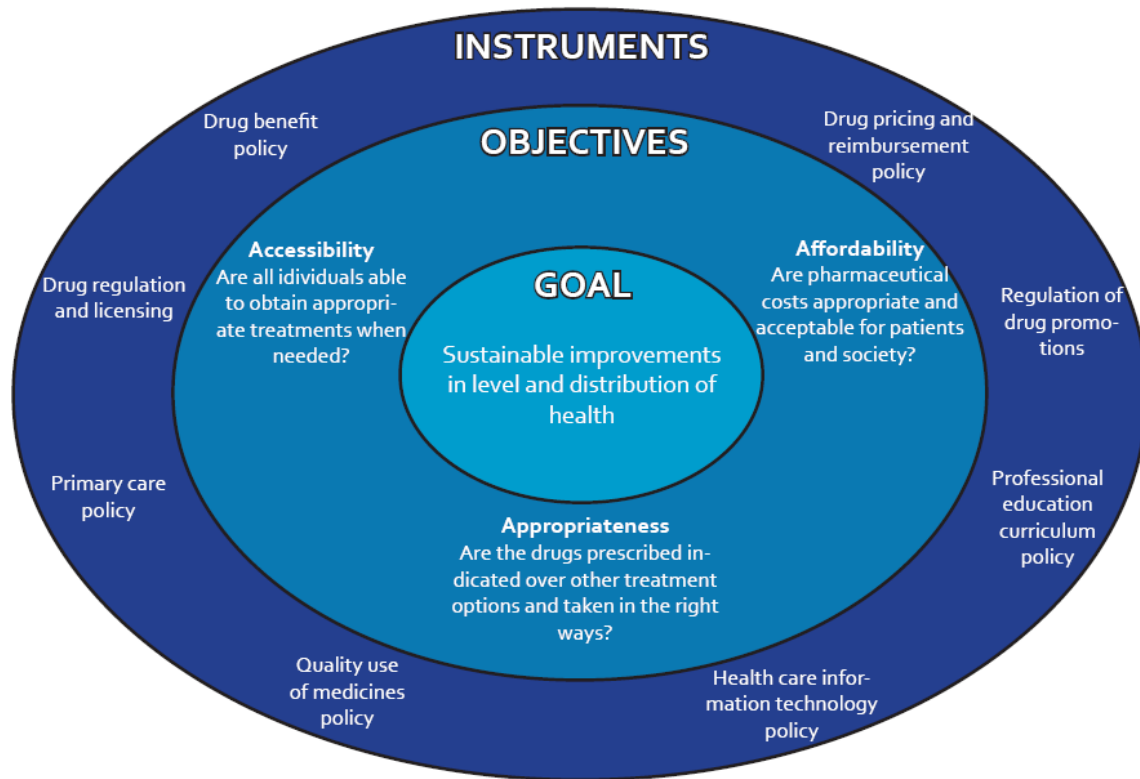 INSTRUMENTS
Drug benefit
policy
Drug pricing and
reimbursement
policy
OBJECTIVES
Accessibility
Are all idividuals able
to obtain appropri-
ate treatments when
needed?
Affordability
Are pharmaceutical
costs appropriate and
acceptable for patients
and society?
GOAL
Sustainable improvements
in level and distribution of
health
Drug regulation
and licensing
Regulation of
drug promo-
tions
Primary care
policy
Professional
education
curriculum
policy
Appropriateness
Are the drugs prescribed in-
dicated over other treatment
options and taken in the right
ways?
Quality use
of medicines
policy
Health care infor-
mation technology
policy